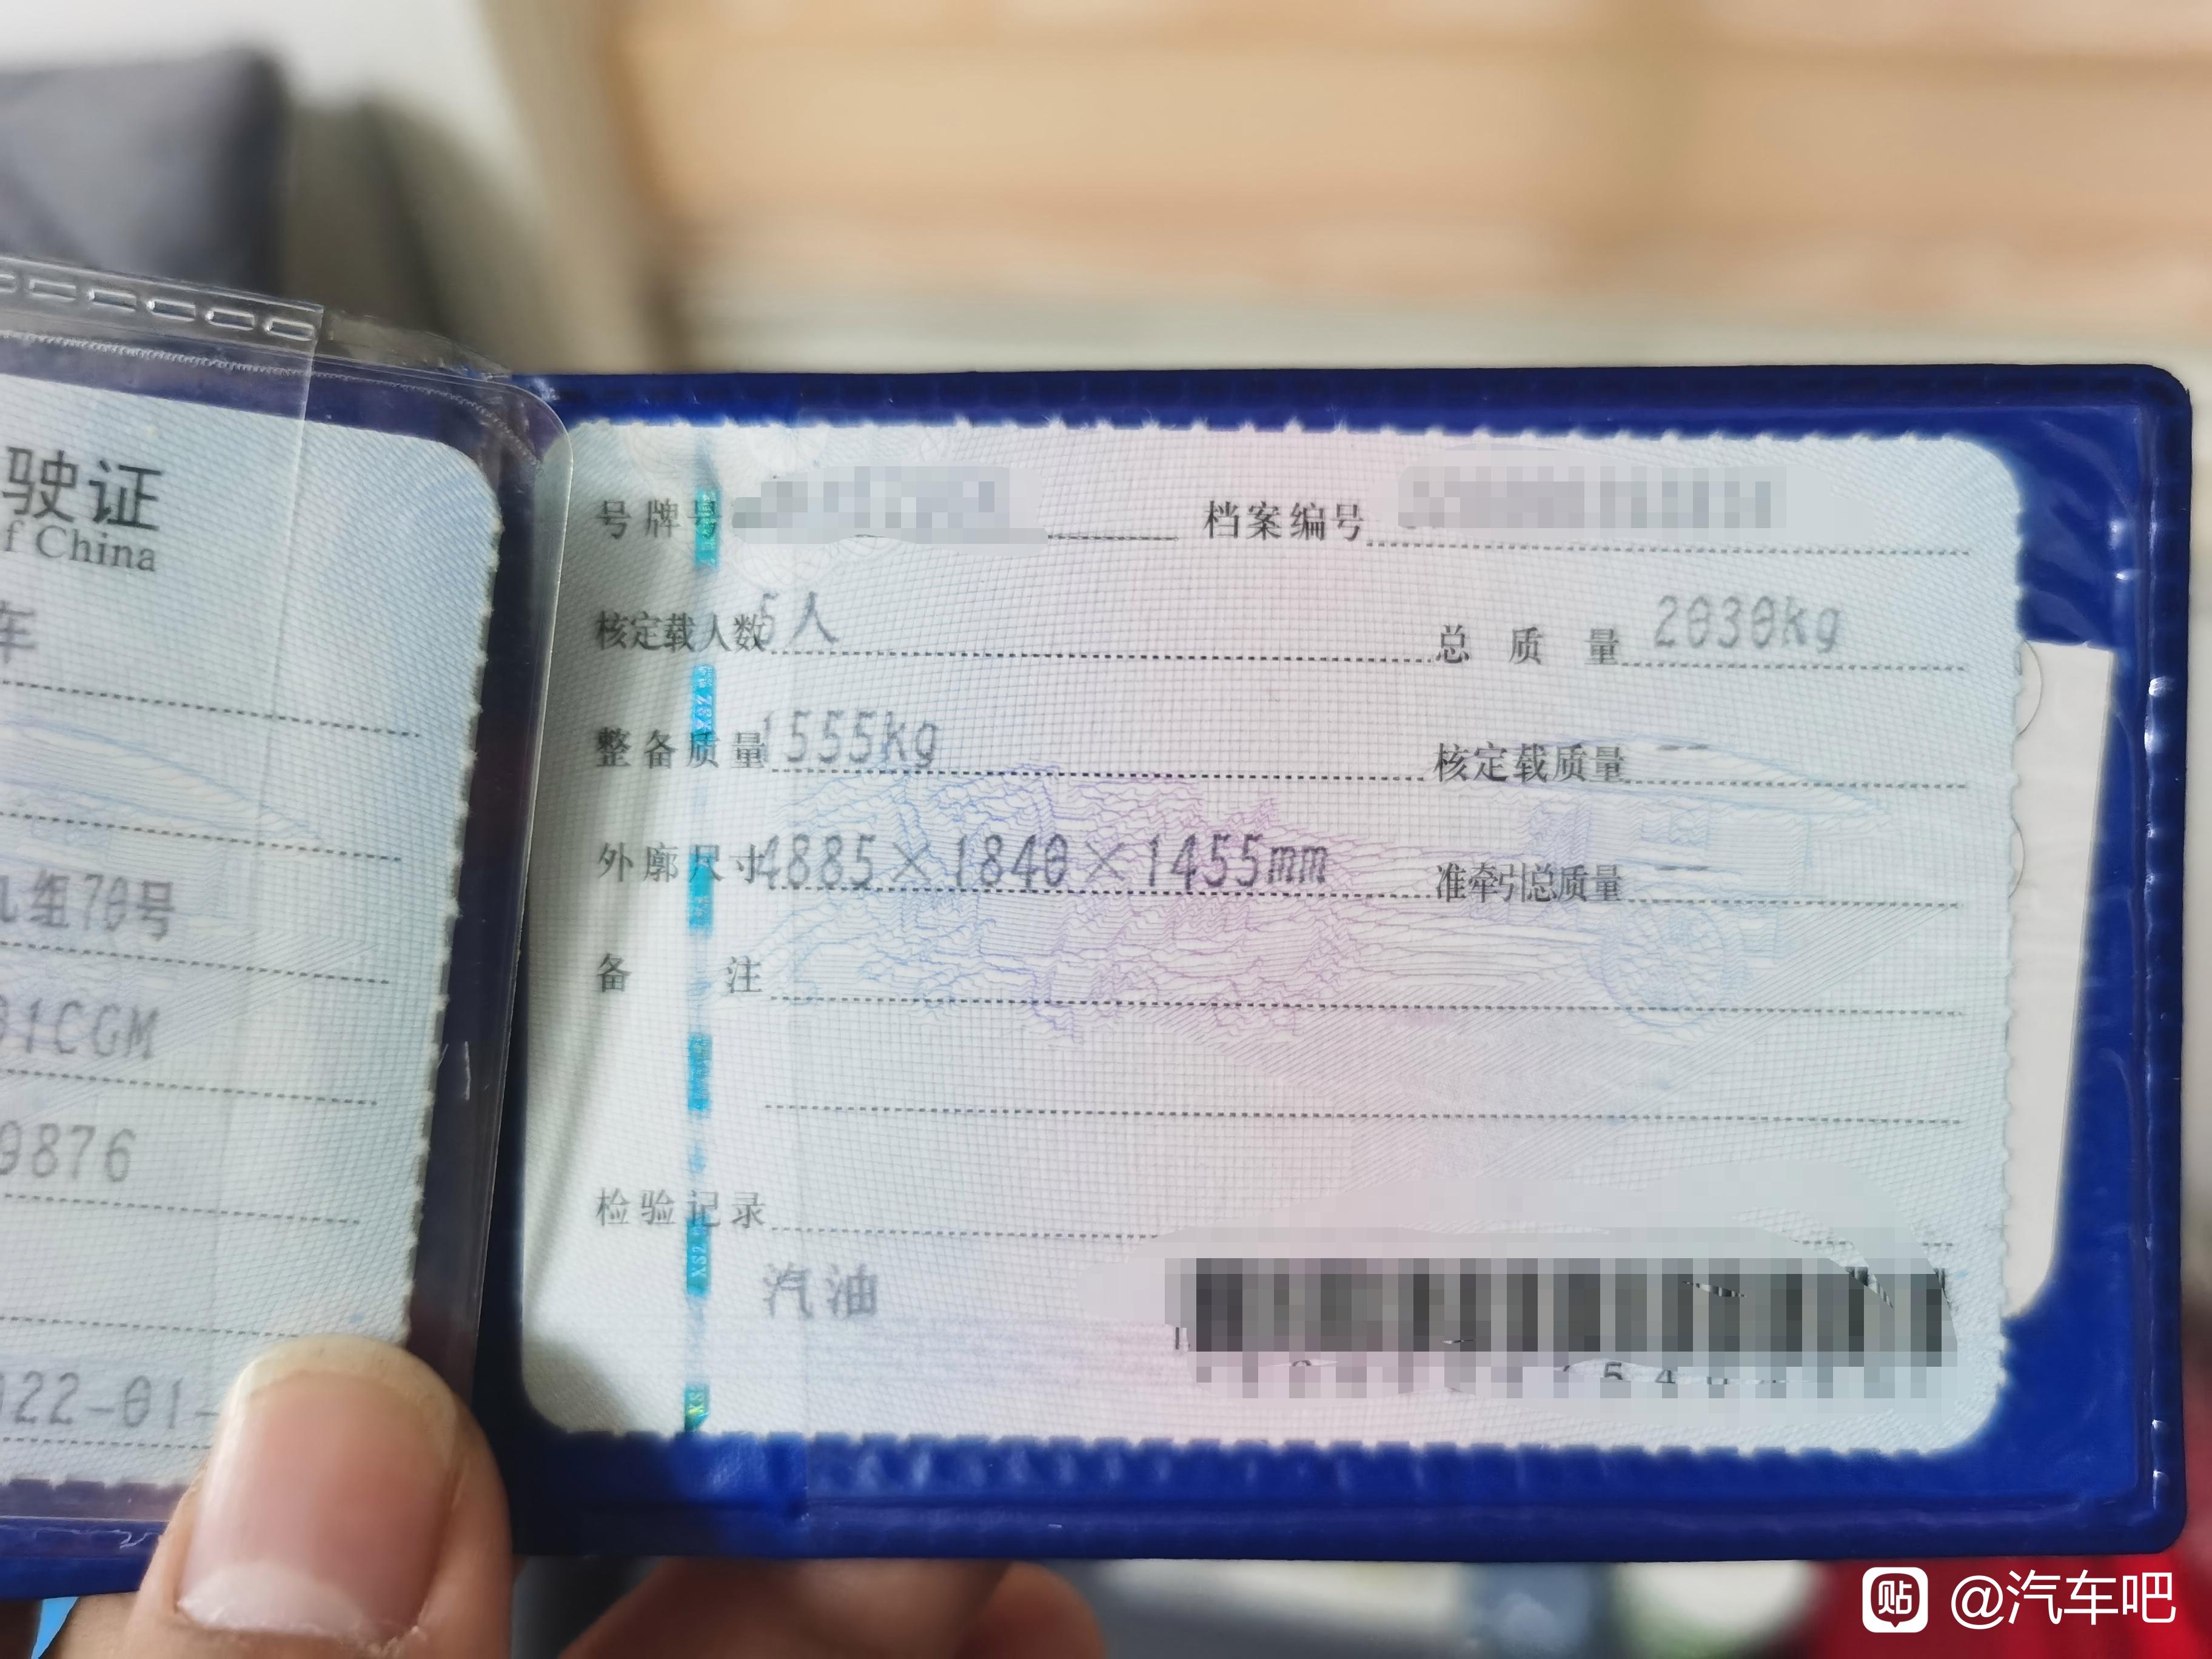 驶证
f China
车
组70号
01CGM
9876
022-01-
号牌号
档案编号
核定载人数 5人
总质量 2030kg
整备质量 1555kg
核定载质量 --
外廓尺寸 4885×1840×1455mm
准牵引总质量 --
备注
检验记录
汽油
贴 @汽车吧